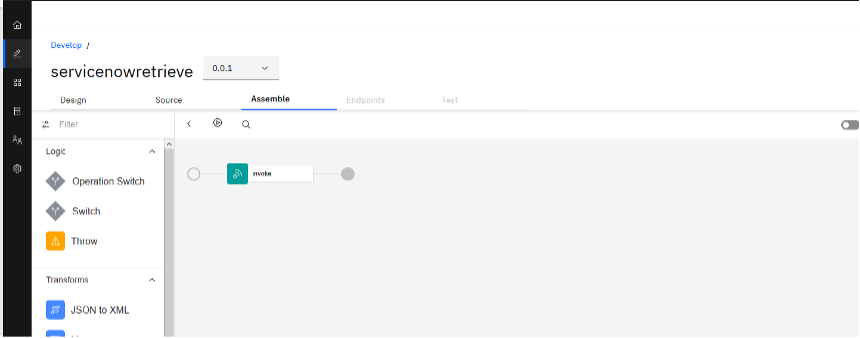 Develop /
servicenowretrieve 0.0.1
Design Source Assemble Endpoints Test
Filter
Logic
invoke
Operation Switch
Switch
Throw
Transforms
JSON to XML